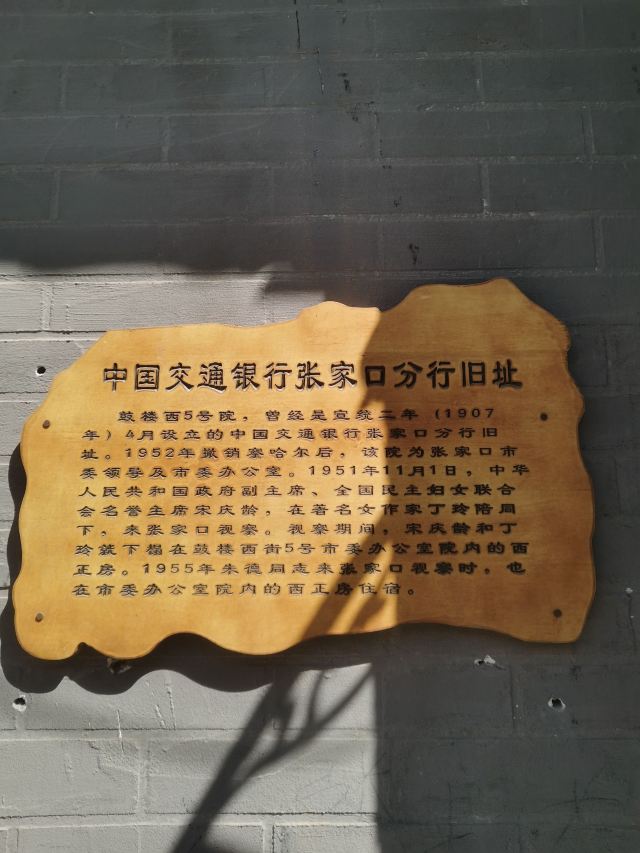 中国交通银行张家口分行旧址
鼓楼西5号院，曾经是宣统二年（1907
年）4月设立的中国交通银行张家口分行旧
址。1952年撤销察哈尔后，该院为张家口市
委领导及市委办公室。1951年11月1日，中华
人民共和国政府副主席、全国民主妇女联合
会名誉主席宋庆龄，在著名女作家丁玲陪同
下，来张家口视察。视察期间，宋庆龄和丁
玲就下榻在鼓楼西街5号市委办公室院内的西
正房。1955年朱德同志来张家口视察时，也
在市委办公室院内的西正房住宿。